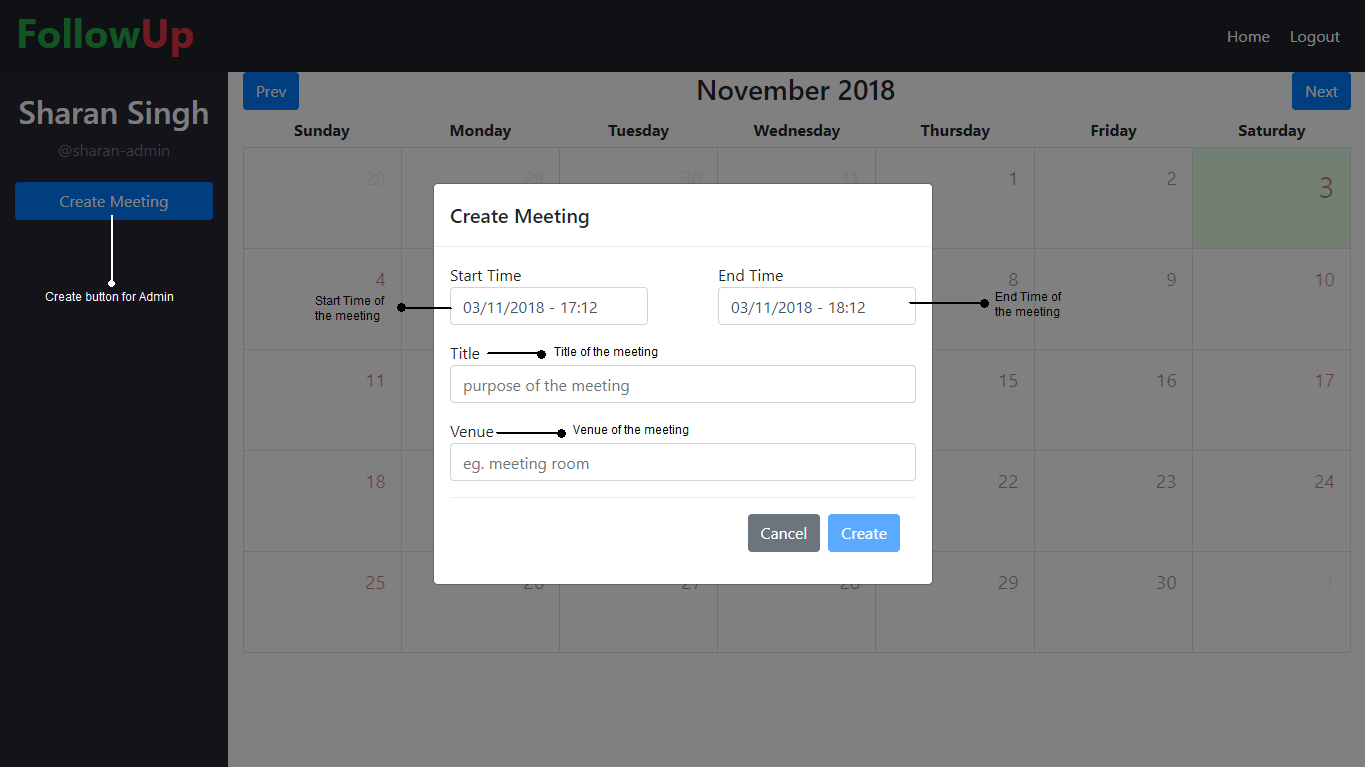 FollowUp
Home Logout
Sharan Singh
@sharan-admin
Create Meeting
Create button for Admin
Prev
November 2018
Next
Sunday Monday Tuesday Wednesday Thursday Friday Saturday
28 29 30 31 1 2 3
4 8 9 10
11 15 16 17
18 22 23 24
25 26 27 28 29 30 1
Create Meeting
Start Time End Time
Start Time of
the meeting
03/11/2018 - 17:12 03/11/2018 - 18:12
End Time of
the meeting
Title Title of the meeting
purpose of the meeting
Venue Venue of the meeting
eg. meeting room
Cancel Create